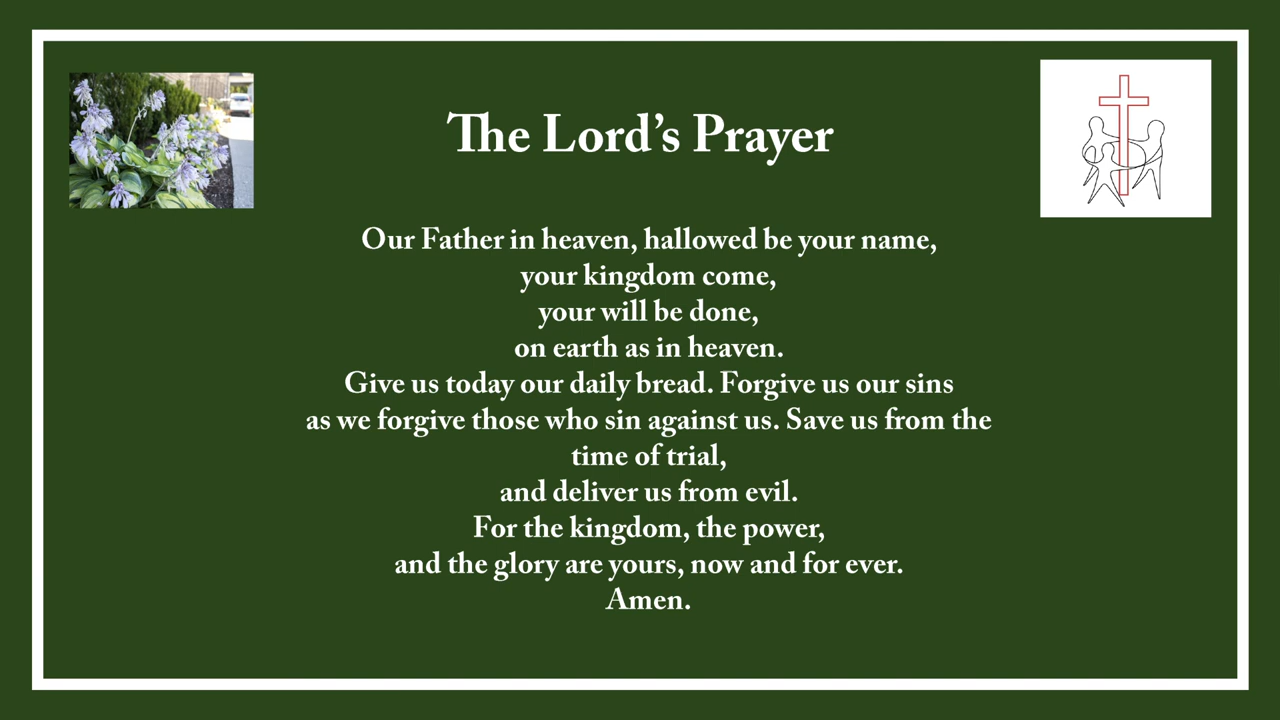 The Lord’s Prayer
Our Father in heaven, hallowed be your name,
your kingdom come,
your will be done,
on earth as in heaven.
Give us today our daily bread. Forgive us our sins
as we forgive those who sin against us. Save us from the
time of trial,
and deliver us from evil.
For the kingdom, the power,
and the glory are yours, now and for ever.
Amen.